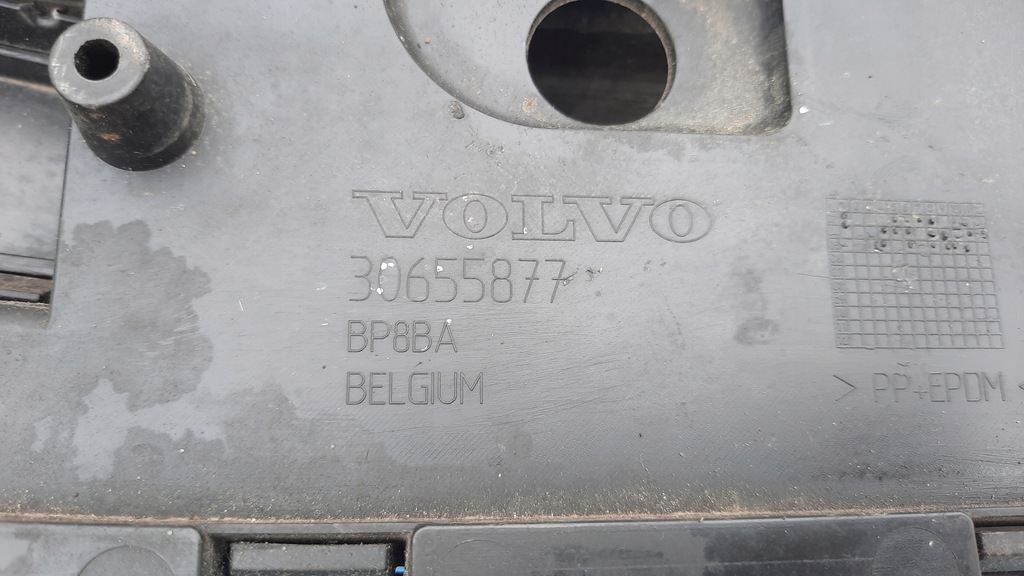 VOLVO
30655877
BP8BA
BELGIUM
> PP+EPDM <